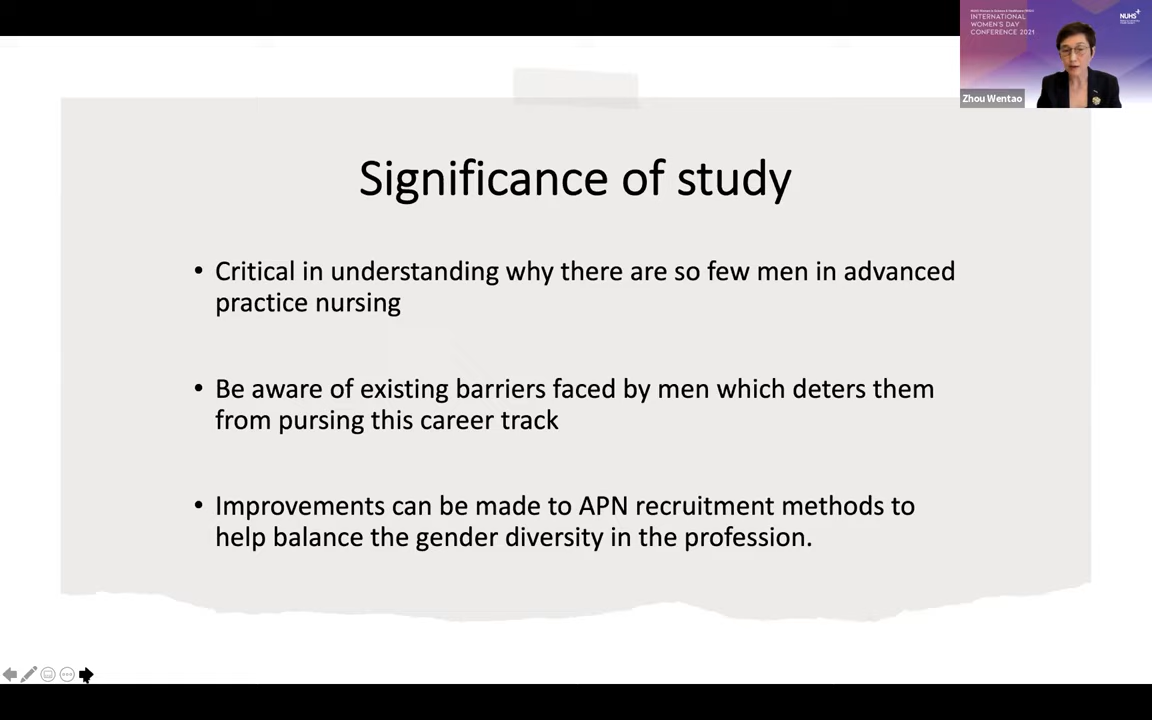 INTERNATIONAL
WOMEN'S DAY
CONFERENCE 2021
NUHS
Zhou Wentao
Significance of study
• Critical in understanding why there are so few men in advanced
practice nursing
• Be aware of existing barriers faced by men which deters them
from pursing this career track
• Improvements can be made to APN recruitment methods to
help balance the gender diversity in the profession.